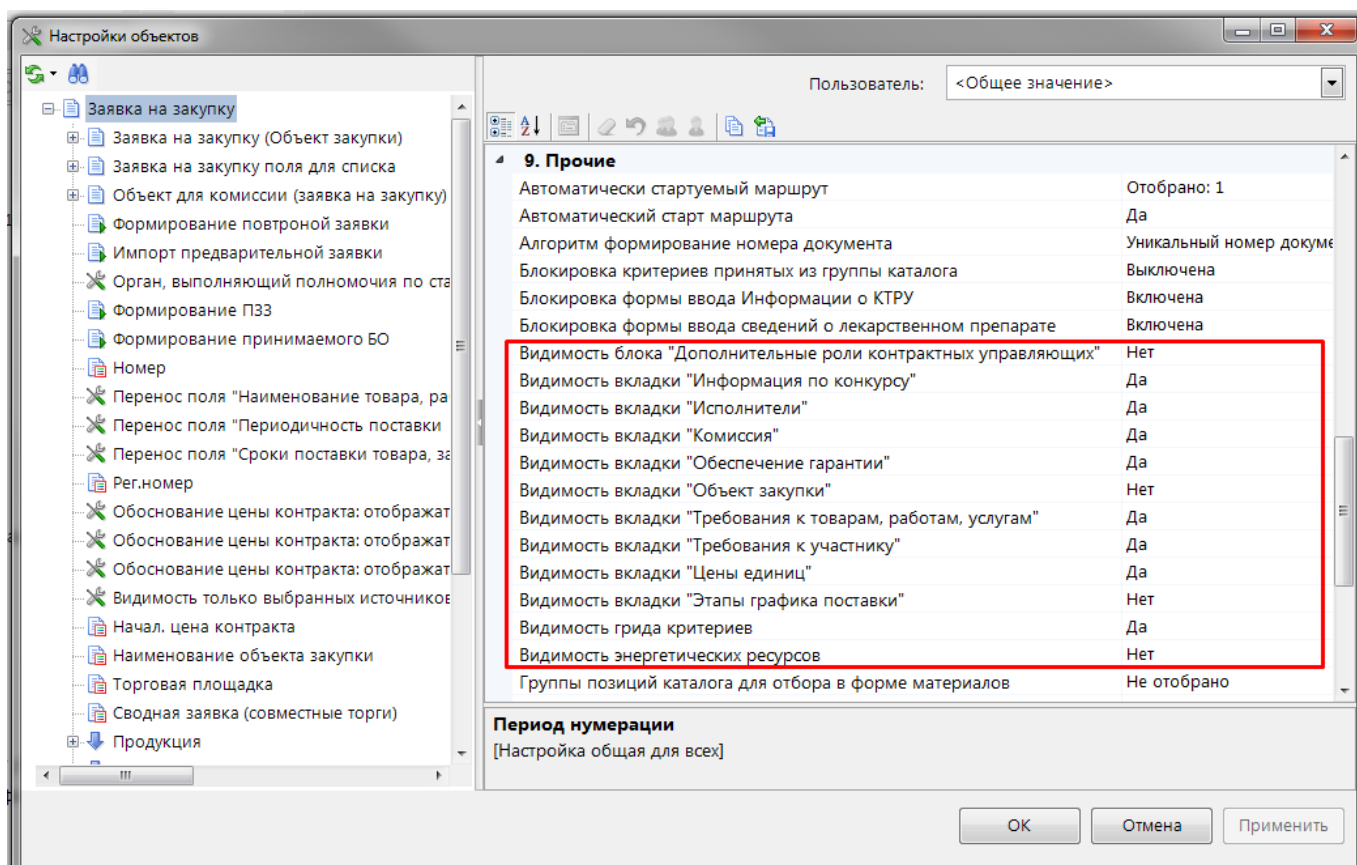 Настройки объектов
Пользователь: <Общее значение>
Заявка на закупку
Заявка на закупку (Объект закупки)
Заявка на закупку поля для списка
Объект для комиссии (заявка на закупку)
Формирование повтроной заявки
Импорт предварительной заявки
Орган, выполняющий полномочия по ста
Формирование ПЗЗ
Формирование принимаемого БО
Номер
Перенос поля "Наименование товара, ра
Перенос поля "Периодичность поставки
Перенос поля "Сроки поставки товара, за
Рег.номер
Обоснование цены контракта: отображат
Обоснование цены контракта: отображат
Обоснование цены контракта: отображат
Видимость только выбранных источников
Начал. цена контракта
Наименование объекта закупки
Торговая площадка
Сводная заявка (совместные торги)
Продукция
9. Прочие
Автоматически стартуемый маршрут Отобрано: 1
Автоматический старт маршрута Да
Алгоритм формирование номера документа Уникальный номер докуме
Блокировка критериев принятых из группы каталога Выключена
Блокировка формы ввода Информации о КТРУ Включена
Блокировка формы ввода сведений о лекарственном препарате Включена
Видимость блока "Дополнительные роли контрактных управляющих" Нет
Видимость вкладки "Информация по конкурсу" Да
Видимость вкладки "Исполнители" Да
Видимость вкладки "Комиссия" Да
Видимость вкладки "Обеспечение гарантии" Да
Видимость вкладки "Объект закупки" Нет
Видимость вкладки "Требования к товарам, работам, услугам" Да
Видимость вкладки "Требования к участнику" Да
Видимость вкладки "Цены единиц" Да
Видимость вкладки "Этапы графика поставки" Нет
Видимость грида критериев Да
Видимость энергетических ресурсов Нет
Группы позиций каталога для отбора в форме материалов Не отобрано
Период нумерации
[Настройка общая для всех]
ОК Отмена Применить